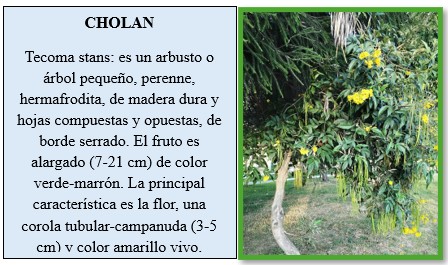 CHOLAN
Tecoma stans: es un arbusto o
árbol pequeño, perenne,
hermafrodita, de madera dura y
hojas compuestas y opuestas, de
borde serrado. El fruto es
alargado (7-21 cm) de color
verde-marrón. La principal
característica es la flor, una
corola tubular-campanuda (3-5
cm) y color amarillo vivo.